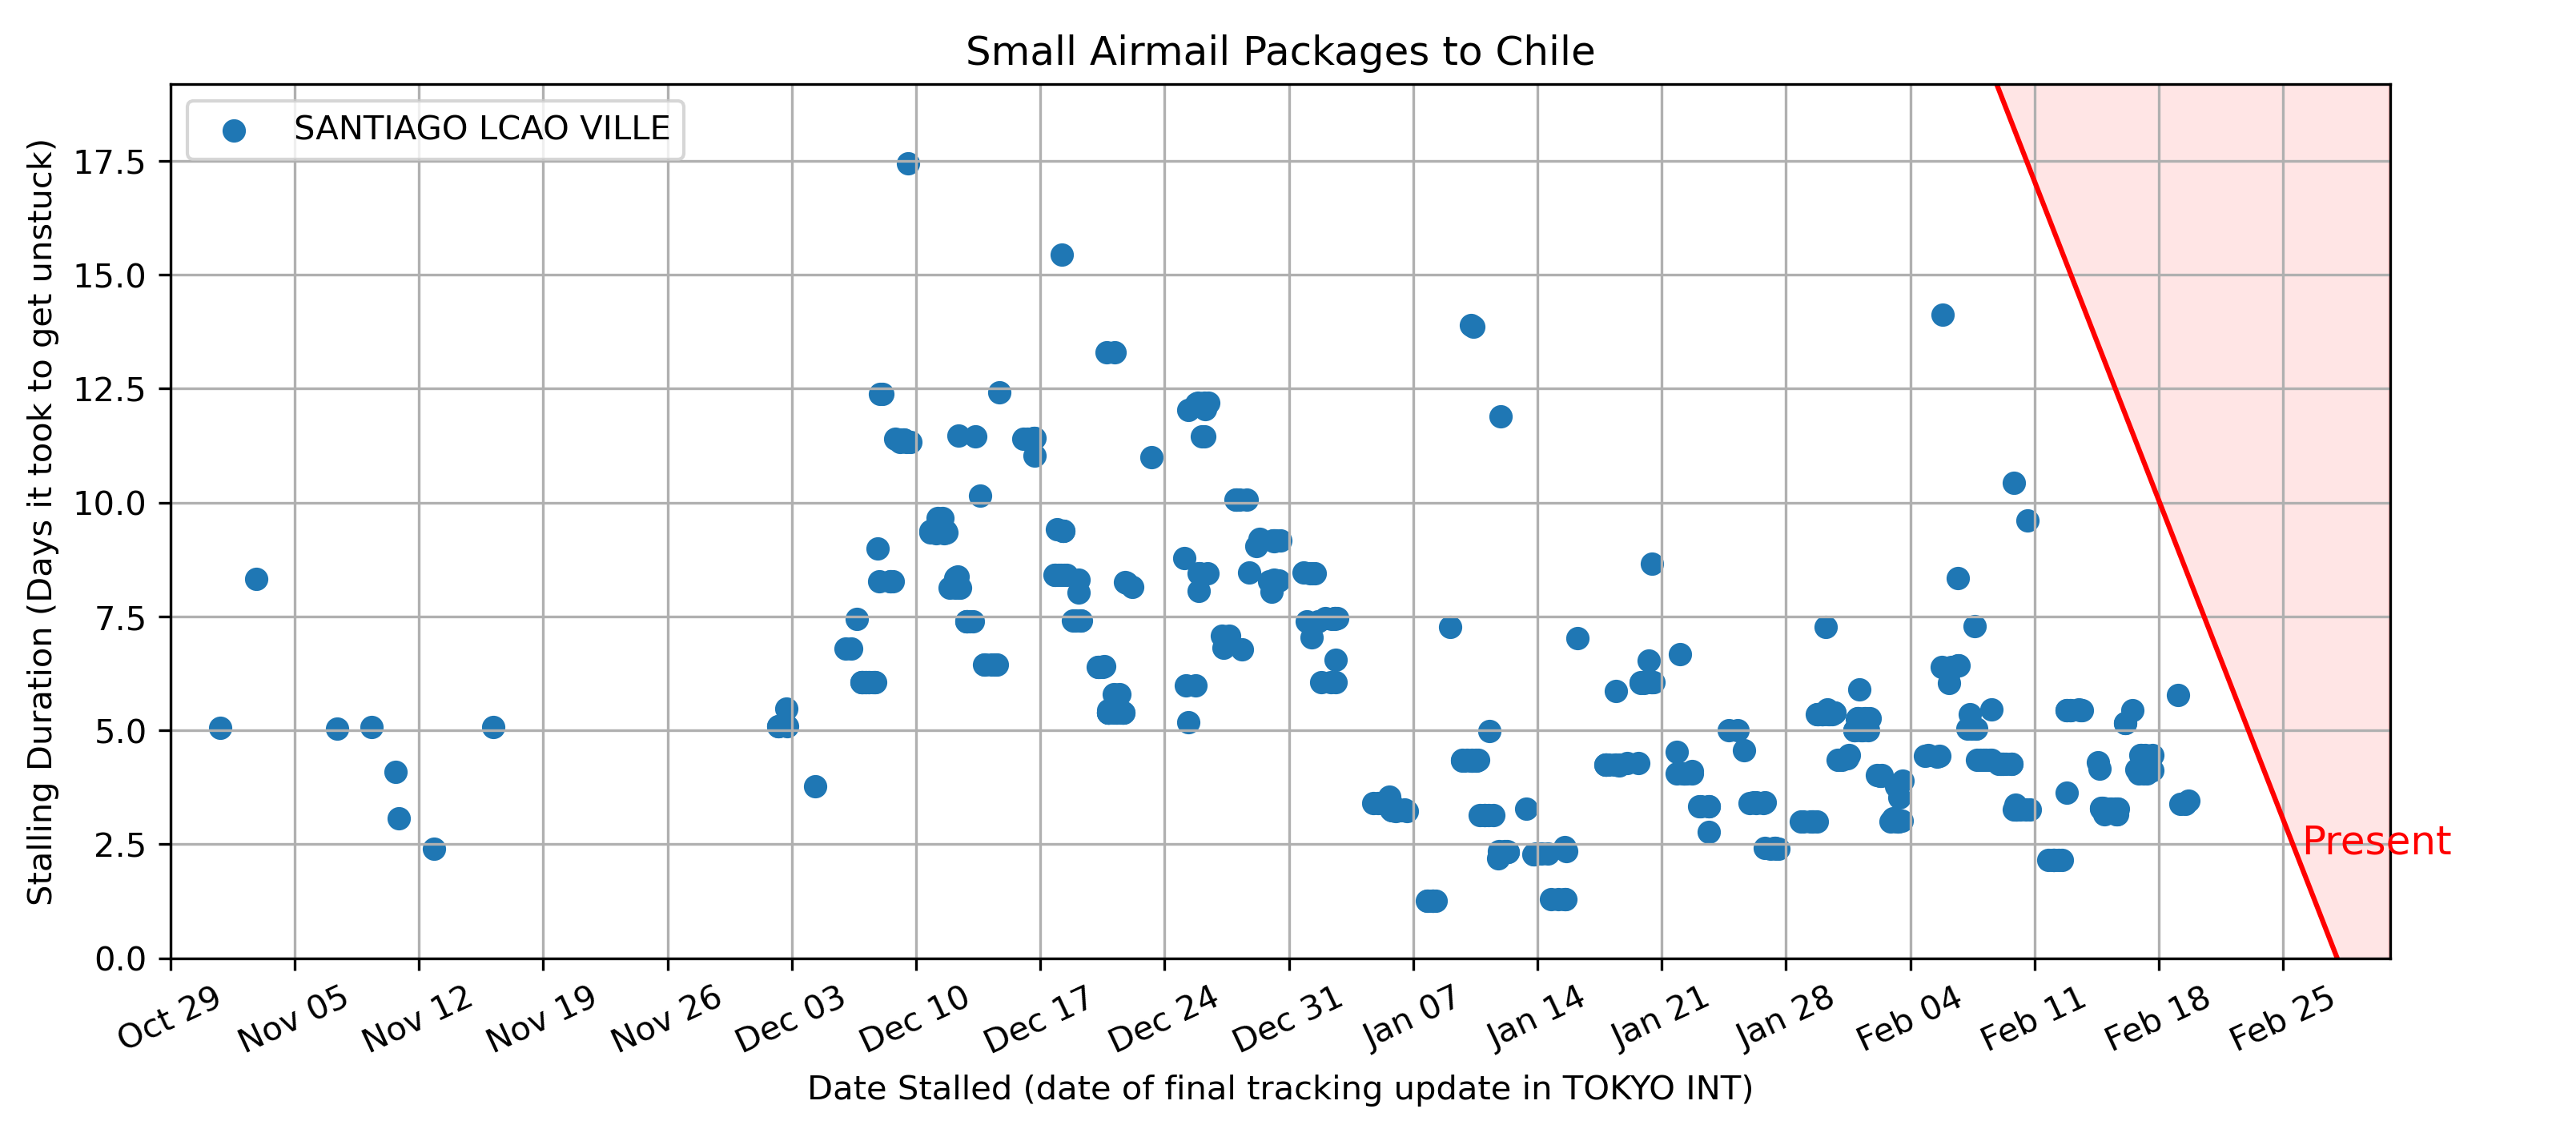 Small Airmail Packages to Chile
SANTIAGO LCAO VILLE
Stalling Duration (Days it took to get unstuck)
17.5
15.0
12.5
10.0
7.5
5.0
2.5
0.0
Present
Oct 29
Nov 05
Nov 12
Nov 19
Nov 26
Dec 03
Dec 10
Dec 17
Dec 24
Dec 31
Jan 07
Jan 14
Jan 21
Jan 28
Feb 04
Feb 11
Feb 18
Feb 25
Date Stalled (date of final tracking update in TOKYO INT)